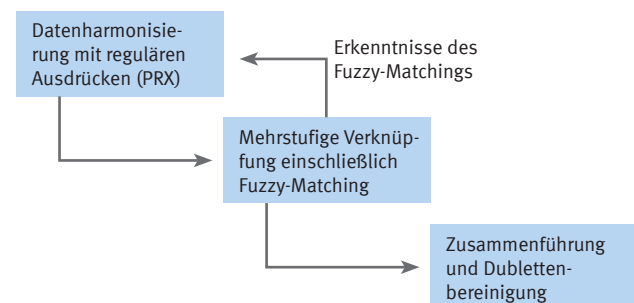 Datenharmonisie-
rung mit regulären
Ausdrücken (PRX)
Erkenntnisse des
Fuzzy-Matchings
Mehrstufige Verknüp-
fung einschließlich
Fuzzy-Matching
Zusammenführung
und Dubletten-
bereinigung